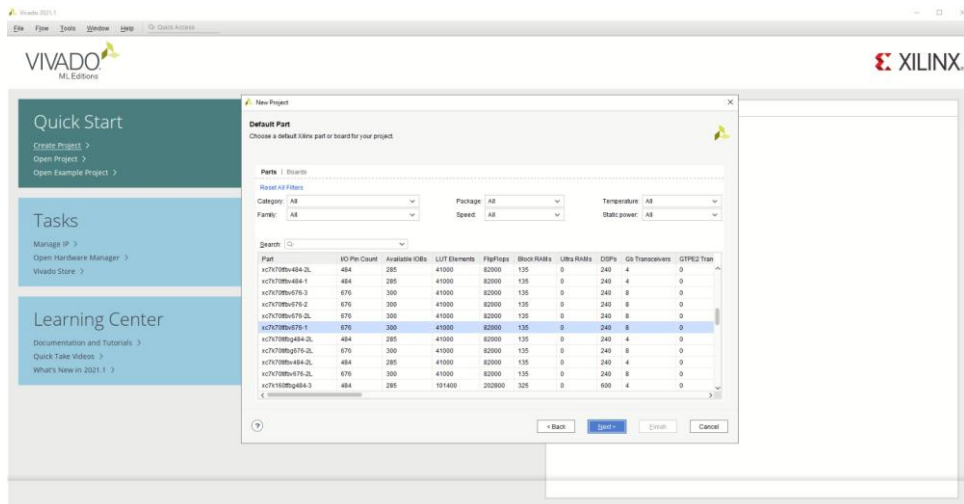 Vivado 2021.1
File Flow Tools Window Help Quick Access
VIVADO
ML Editions
XILINX
Quick Start
Create Project >
Open Project >
Open Example Project >
Tasks
Manage IP >
Open Hardware Manager >
Vivado Store >
Learning Center
Documentation and Tutorials >
Quick Take Videos >
What's New in 2021.1 >
New Project
Default Part
Choose a default Xilinx part or board for your project.
Parts | Boards
Reset All Filters
Category: All Package: All Temperature: All
Family: All Speed: All Static power: All
Search:
Part I/O Pin Count Available IOBs LUT Elements FlipFlops Block RAMs Ultra RAMs DSPs Gb Transceivers GTPE2 Tran
xc7k70tfbv484-2L 484 285 41000 82000 135 0 240 4 0
xc7k70tfbv484-1 484 285 41000 82000 135 0 240 4 0
xc7k70tfbv676-3 676 300 41000 82000 135 0 240 8 0
xc7k70tfbv676-2 676 300 41000 82000 135 0 240 8 0
xc7k70tfbv676-2L 676 300 41000 82000 135 0 240 8 0
xc7k70tfbv676-1 676 300 41000 82000 135 0 240 8 0
484 285 41000 82000 135 0 240 4 0
676 300 41000 82000 135 0 240 8 0
484 285 41000 82000 135 0 240 4 0
676 300 41000 82000 135 0 240 8 0
xc7k160tfbg484-3 484 285 101400 202800 325 0 600 4 0
? < Back Next > Finish Cancel